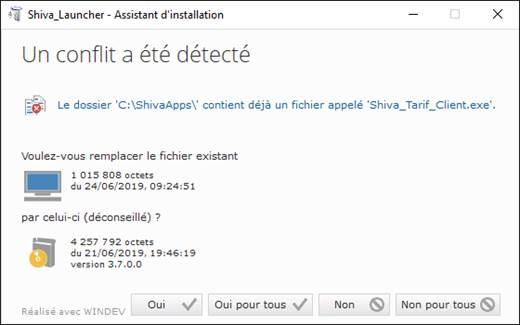 Shiva_Launcher - Assistant d'installation
Un conflit a été détecté
Le dossier 'C:\ShivaApps\' contient déjà un fichier appelé 'Shiva_Tarif_Client.exe'.
Voulez-vous remplacer le fichier existant
1 015 808 octets
du 24/06/2019, 09:24:51
par celui-ci (déconseillé) ?
4 257 792 octets
du 21/06/2019, 19:46:19
version 3.7.0.0
Réalisé avec WINDEV
Oui
Oui pour tous
Non
Non pour tous